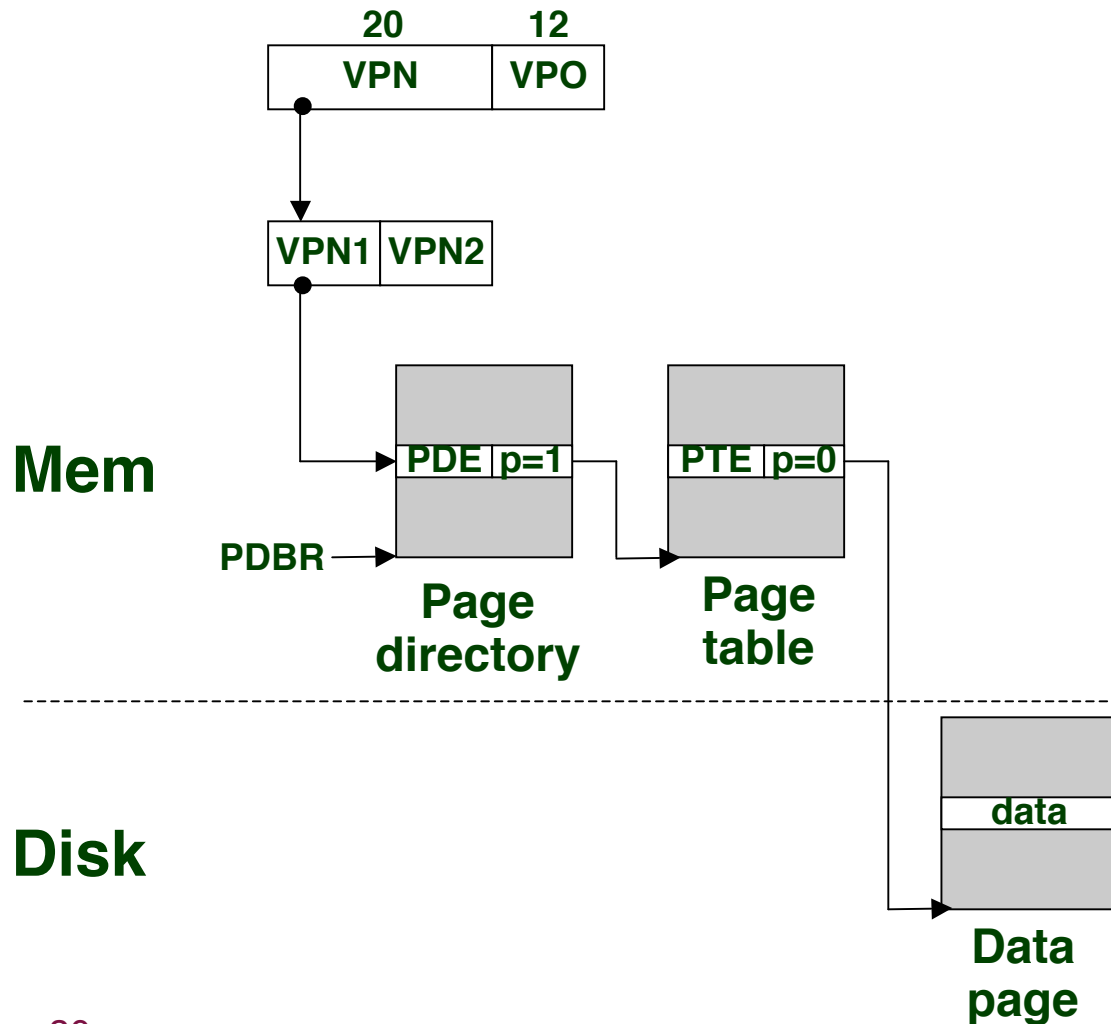 20 12
VPN VPO
VPN1 VPN2
Mem
PDE p=1 PTE p=0
PDBR
Page
directory
Page
table
Disk
data
Data
page